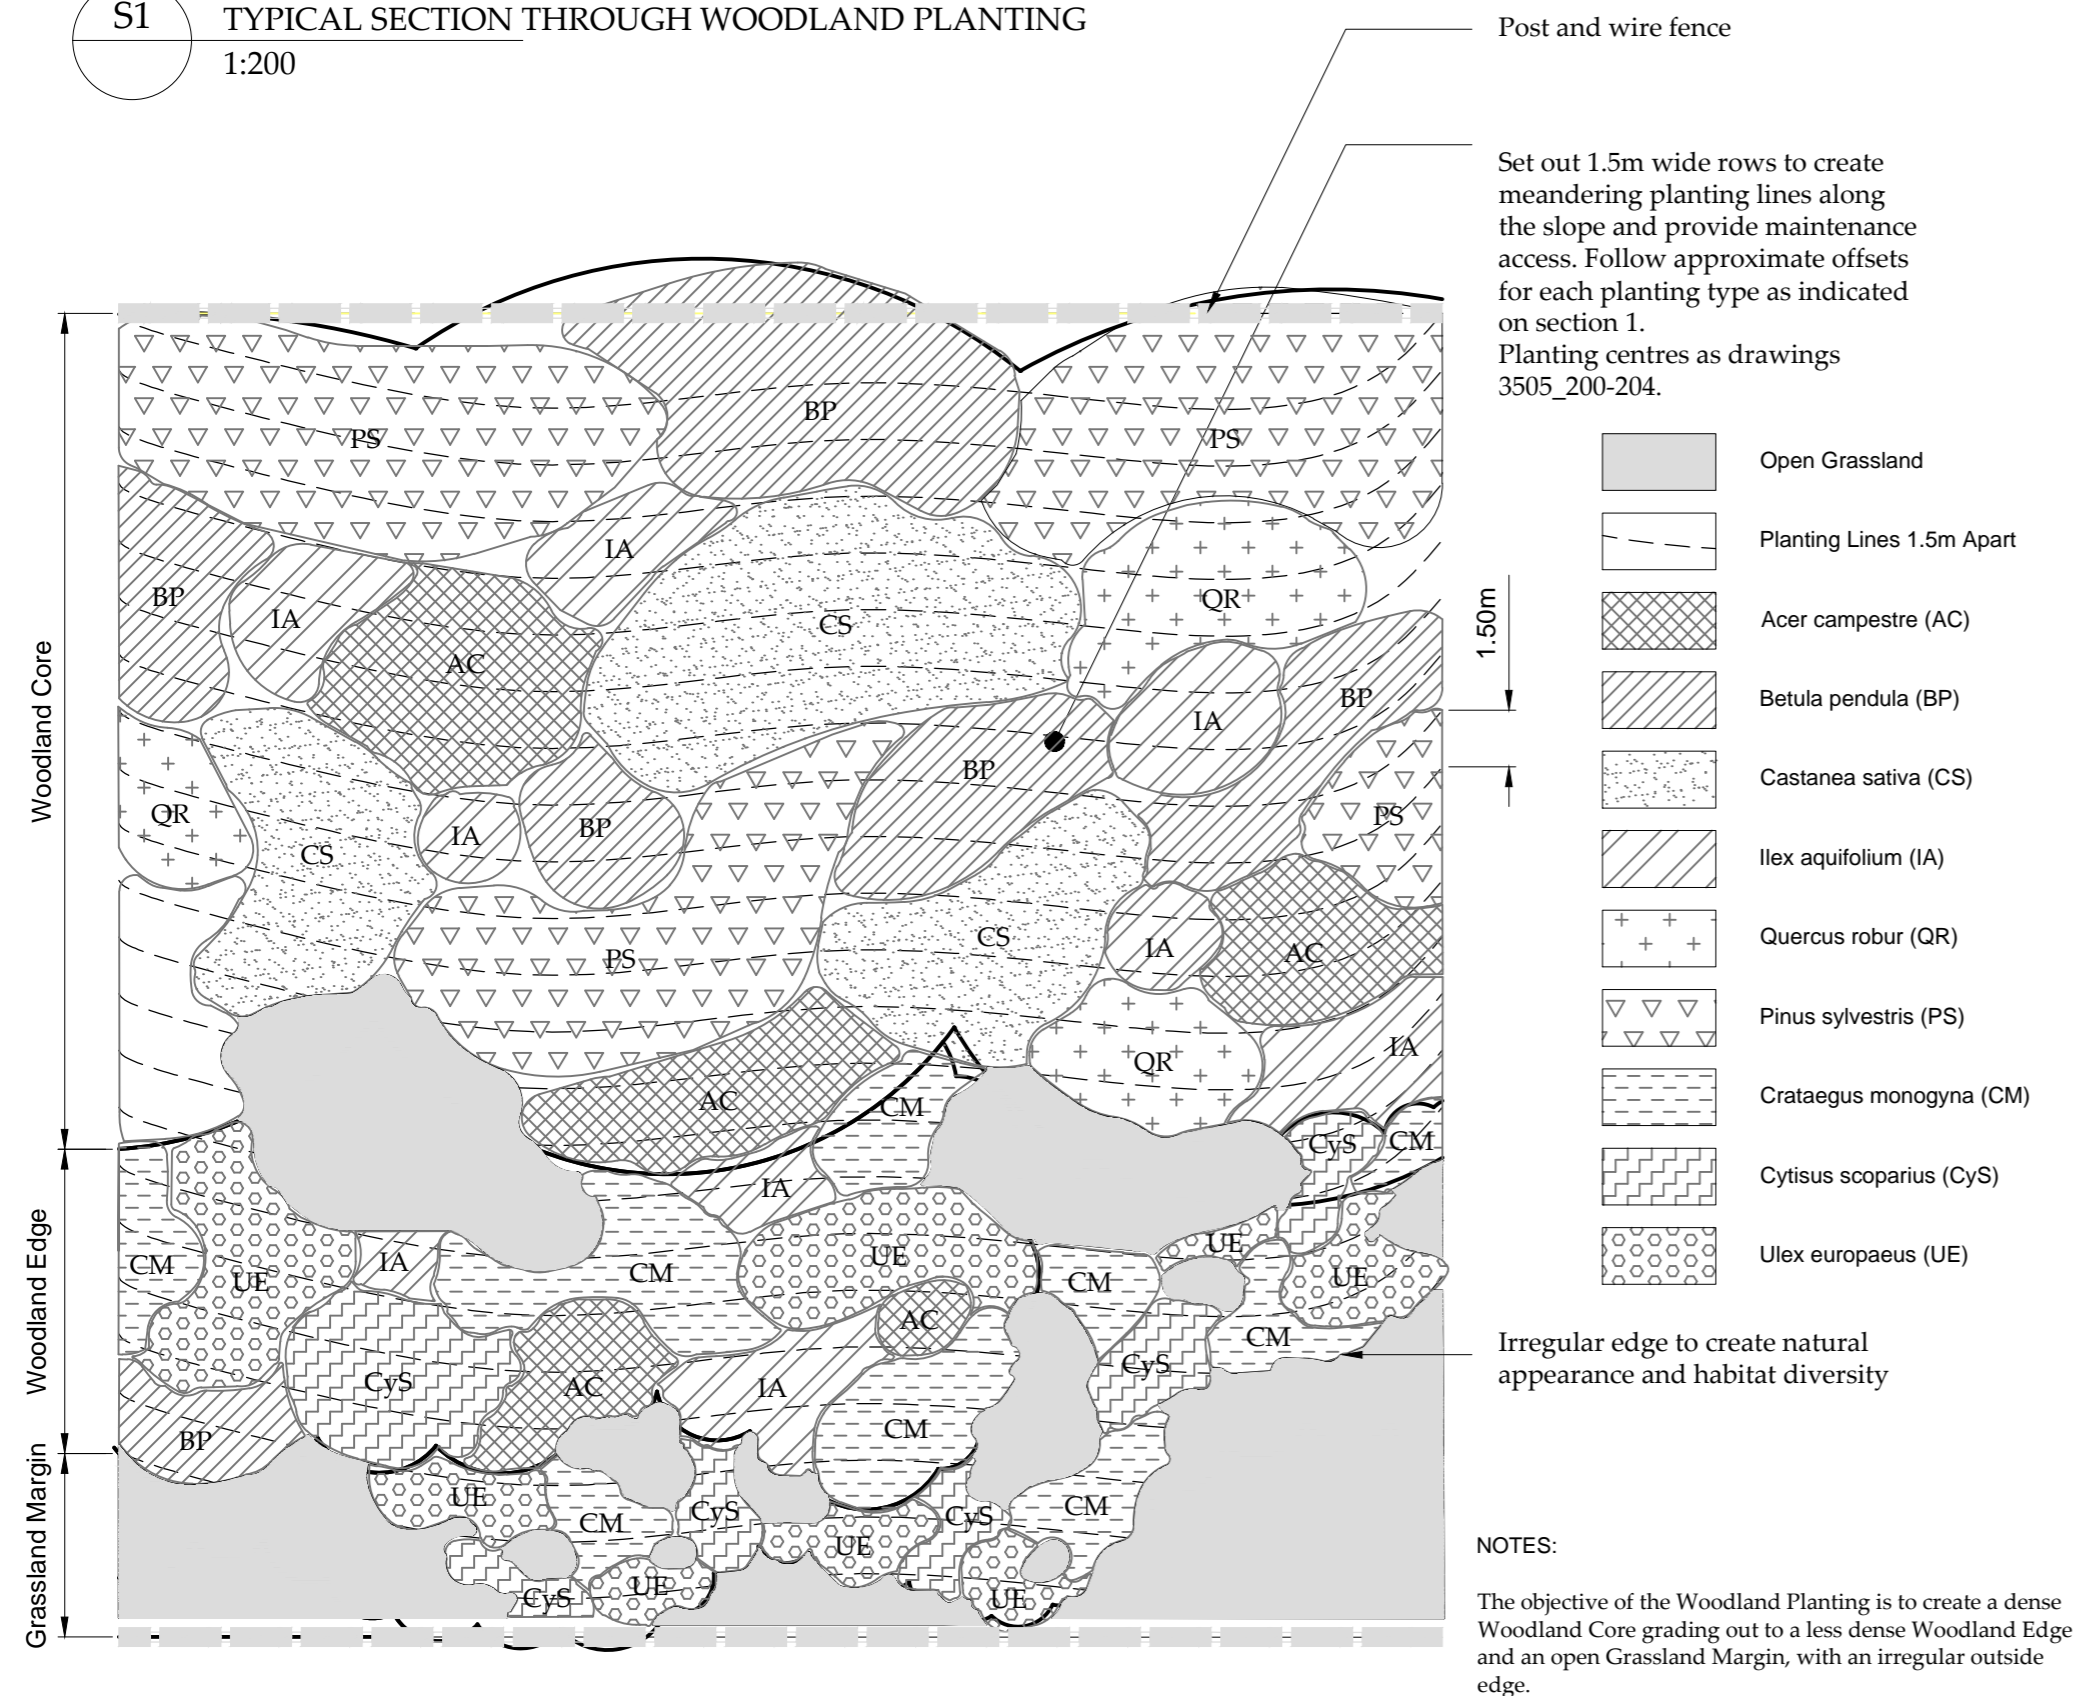 S1
TYPICAL SECTION THROUGH WOODLAND PLANTING
1:200
Post and wire fence
Set out 1.5m wide rows to create
meandering planting lines along
the slope and provide maintenance
access. Follow approximate offsets
for each planting type as indicated
on section 1.
Planting centres as drawings
3505_200-204.
Open Grassland
Planting Lines 1.5m Apart
Acer campestre (AC)
Betula pendula (BP)
Castanea sativa (CS)
Ilex aquifolium (IA)
Quercus robur (QR)
Pinus sylvestris (PS)
Crataegus monogyna (CM)
Cytisus scoparius (CyS)
Ulex europaeus (UE)
1.50m
Irregular edge to create natural
appearance and habitat diversity
NOTES:
The objective of the Woodland Planting is to create a dense
Woodland Core grading out to a less dense Woodland Edge
and an open Grassland Margin, with an irregular outside
edge.
Woodland Core
Woodland Edge
Grassland Margin
BP
PS
PS
IA
BP
QR
IA
CS
AC
BP
IA
BP
QR
PS
IA
BP
CS
CS
IA
AC
PS
IA
QR
AC
CM
CyS
CM
IA
UE
UE
IA
CM
CM
UE
CM
UE
AC
CM
CyS
CyS
AC
IA
CM
BP
UE
CM
CyS
CyS
CM
UE
UE
CyS
UE